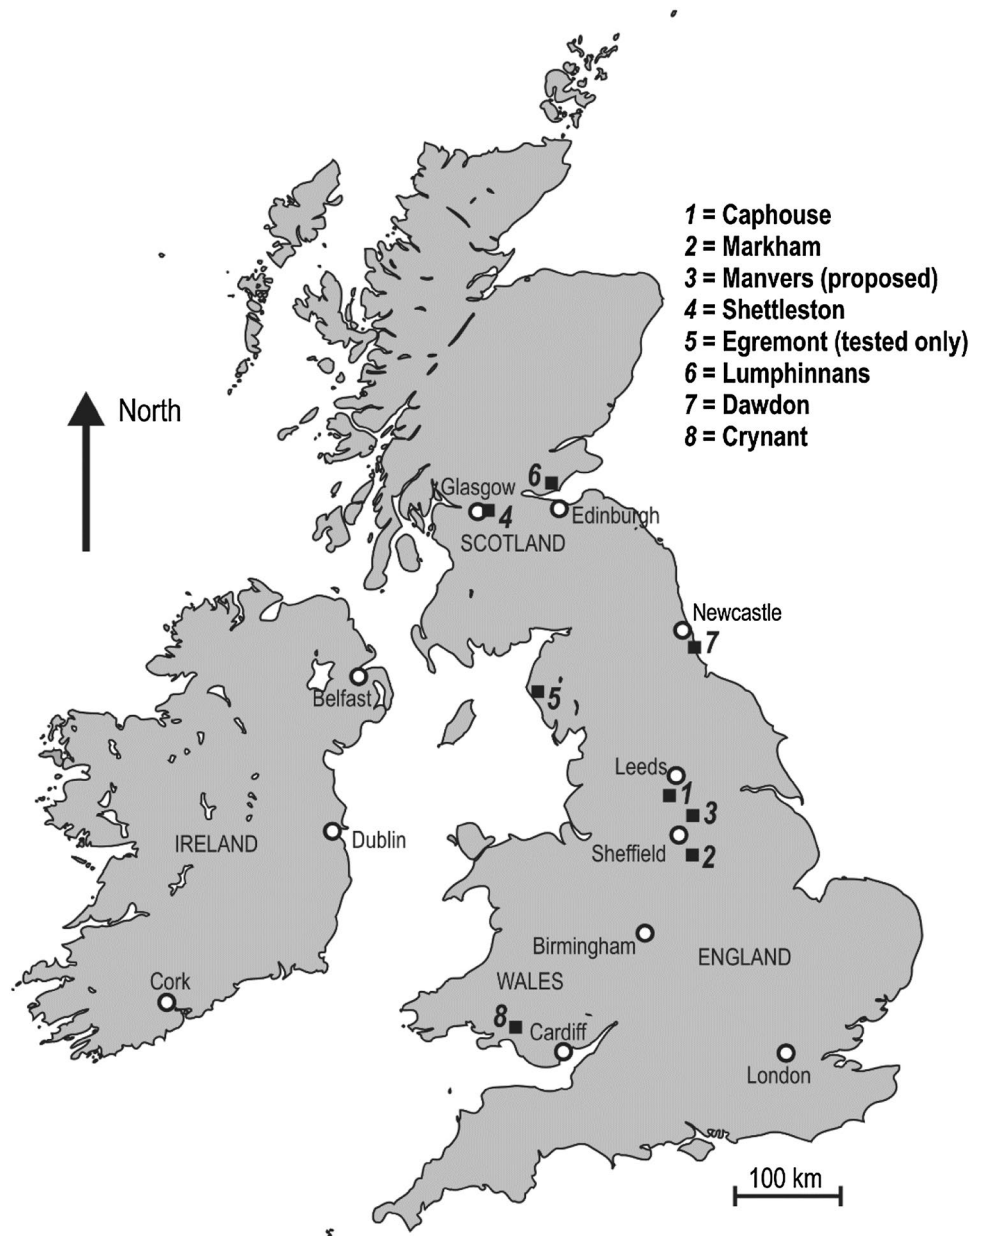 1 = Caphouse
2 = Markham
3 = Manvers (proposed)
4 = Shettleston
5 = Egremont (tested only)
6 = Lumphinnans
7 = Dawdon
8 = Crynant
North
6
Glasgow
4
Edinburgh
SCOTLAND
Newcastle
7
Belfast
5
Leeds
1
3
IRELAND
Dublin
Sheffield
2
Birmingham
ENGLAND
Cork
WALES
8
Cardiff
London
100 km